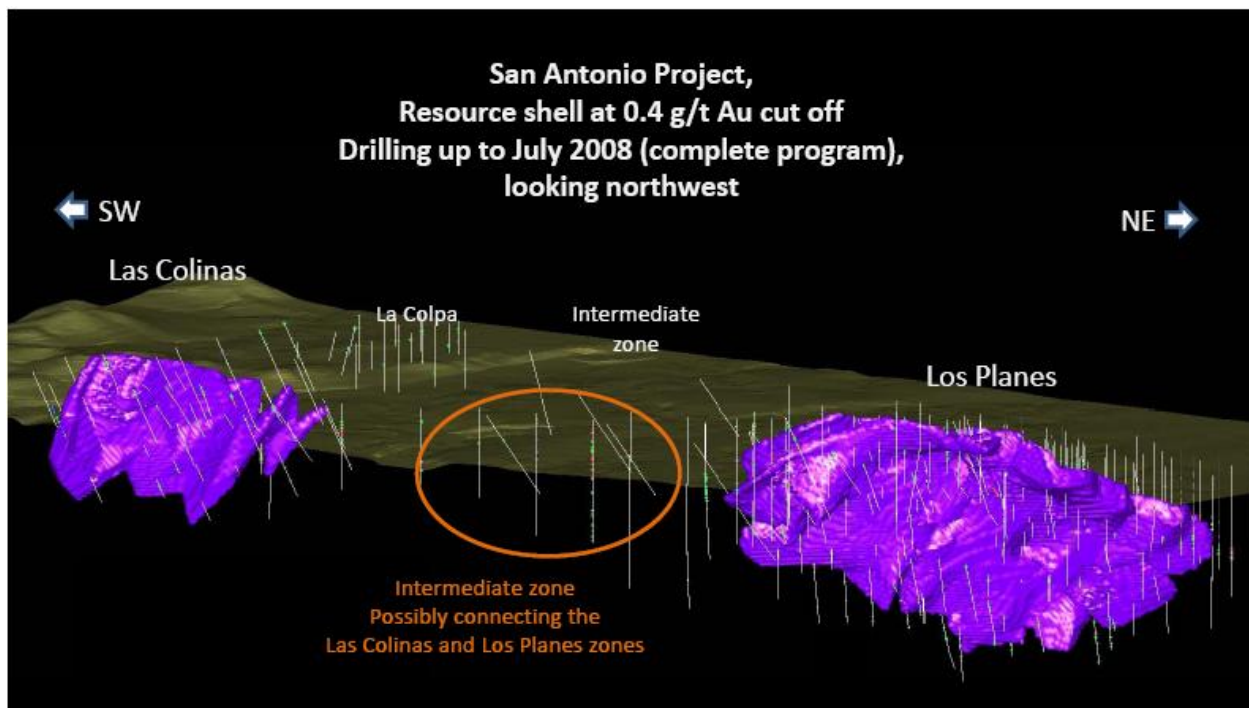 San Antonio Project,
Resource shell at 0.4 g/t Au cut off
Drilling up to July 2008 (complete program),
looking northwest
SW
NE
Las Colinas
La Colpa
Intermediate
zone
Los Planes
Intermediate zone
Possibly connecting the
Las Colinas and Los Planes zones